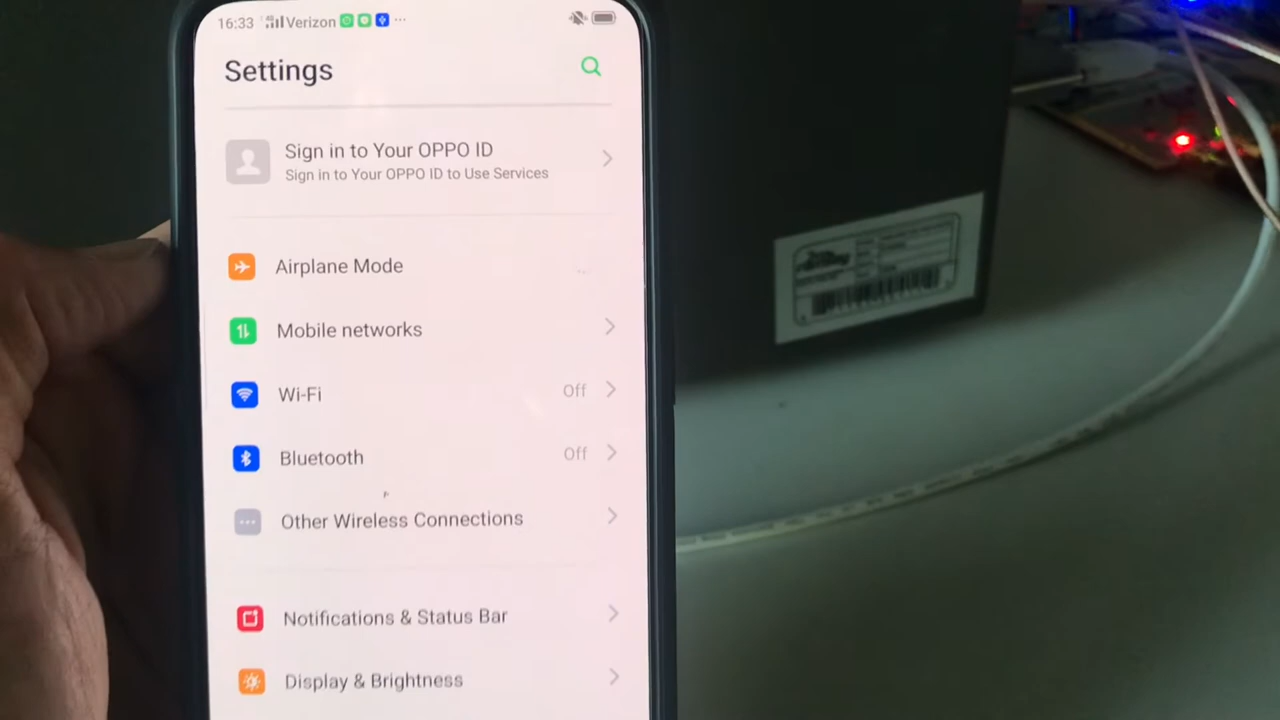 16:33 Verizon
Settings
Sign in to Your OPPO ID
Sign in to Your OPPO ID to Use Services
Airplane Mode
Mobile networks
Wi-Fi Off
Bluetooth Off
Other Wireless Connections
Notifications & Status Bar
Display & Brightness